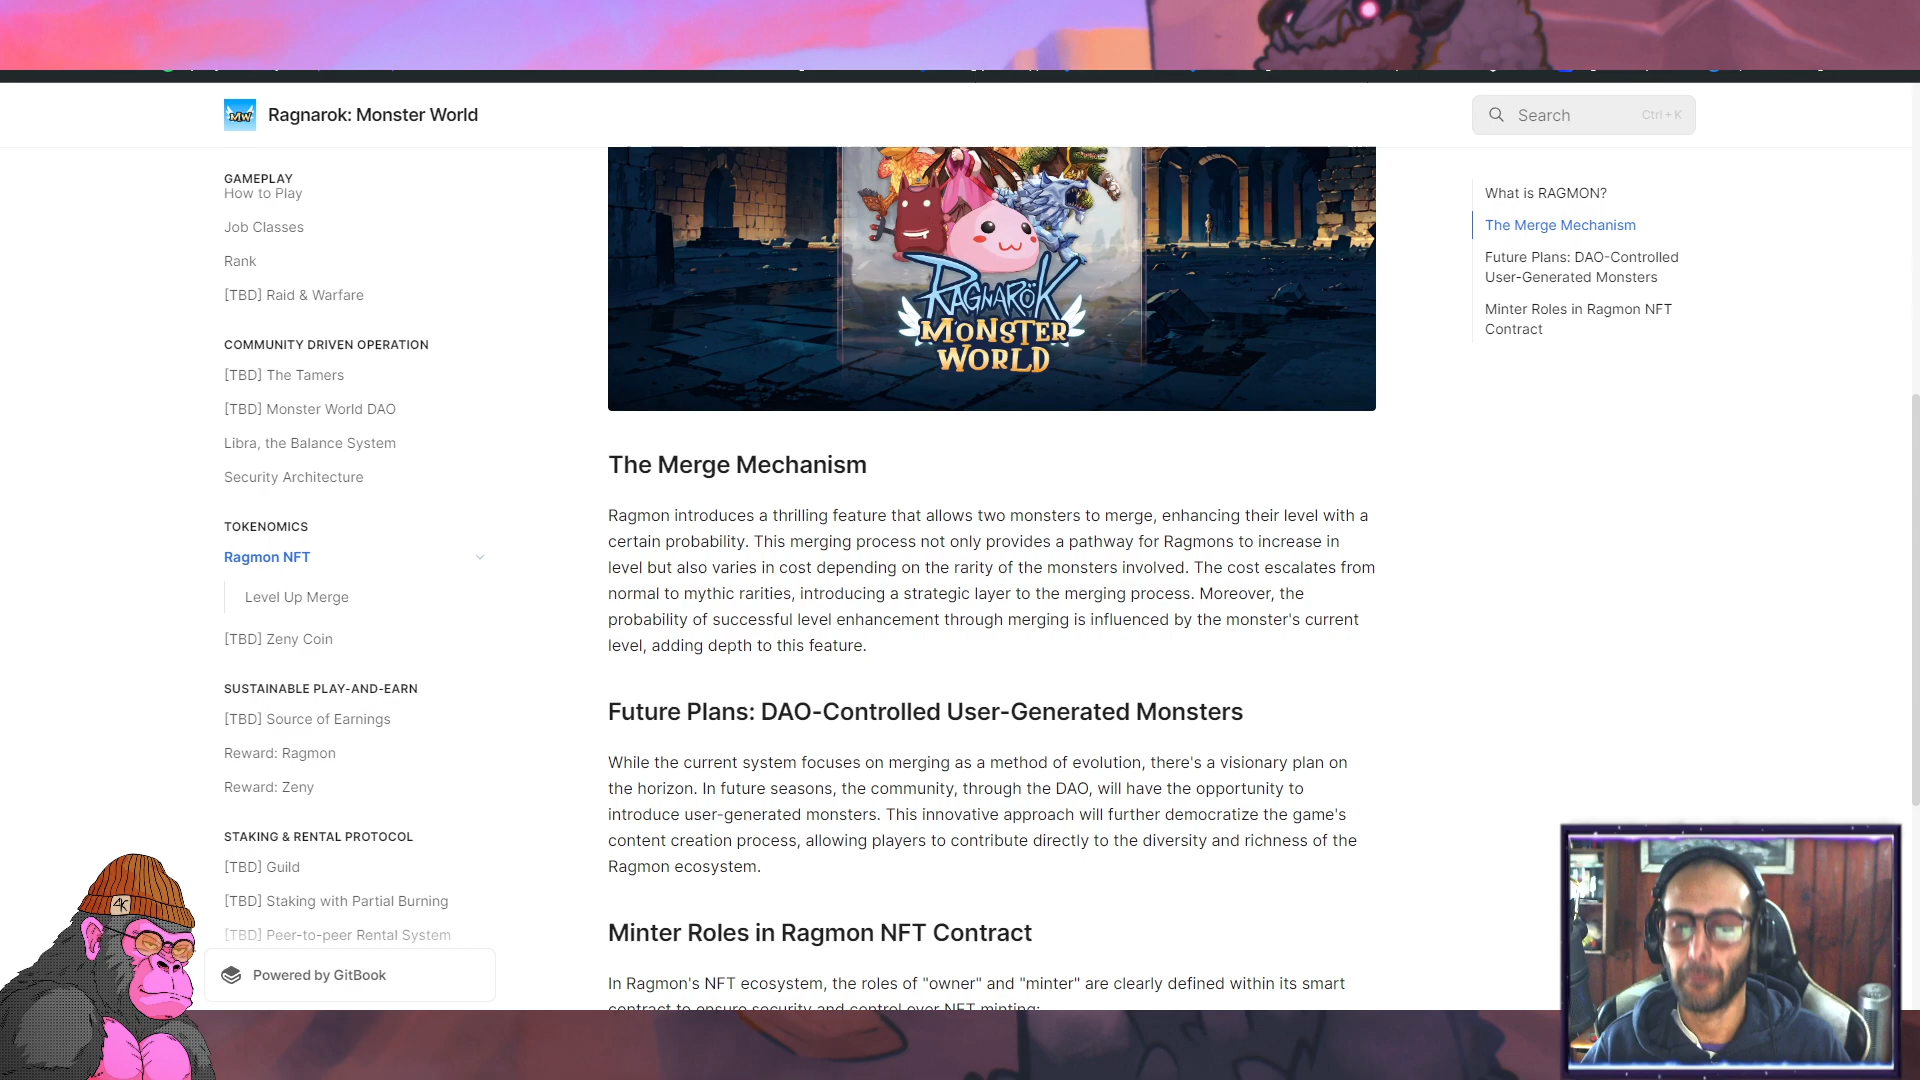 MW
Ragnarok: Monster World
Search
Ctrl + K
GAMEPLAY
How to Play
Job Classes
Rank
[TBD] Raid & Warfare
COMMUNITY DRIVEN OPERATION
[TBD] The Tamers
[TBD] Monster World DAO
Libra, the Balance System
Security Architecture
TOKENOMICS
Ragmon NFT
Level Up Merge
[TBD] Zeny Coin
SUSTAINABLE PLAY-AND-EARN
[TBD] Source of Earnings
Reward: Ragmon
Reward: Zeny
STAKING & RENTAL PROTOCOL
[TBD] Guild
[TBD] Staking with Partial Burning
[TBD] Peer-to-peer Rental System
Powered by GitBook
4K
RAGNARÖK
MONSTER
WORLD
The Merge Mechanism
Ragmon introduces a thrilling feature that allows two monsters to merge, enhancing their level with a
certain probability. This merging process not only provides a pathway for Ragmons to increase in
level but also varies in cost depending on the rarity of the monsters involved. The cost escalates from
normal to mythic rarities, introducing a strategic layer to the merging process. Moreover, the
probability of successful level enhancement through merging is influenced by the monster's current
level, adding depth to this feature.
Future Plans: DAO-Controlled User-Generated Monsters
While the current system focuses on merging as a method of evolution, there's a visionary plan on
the horizon. In future seasons, the community, through the DAO, will have the opportunity to
introduce user-generated monsters. This innovative approach will further democratize the game's
content creation process, allowing players to contribute directly to the diversity and richness of the
Ragmon ecosystem.
Minter Roles in Ragmon NFT Contract
In Ragmon's NFT ecosystem, the roles of "owner" and "minter" are clearly defined within its smart
contract to ensure security and control over NFT minting:
What is RAGMON?
The Merge Mechanism
Future Plans: DAO-Controlled
User-Generated Monsters
Minter Roles in Ragmon NFT
Contract